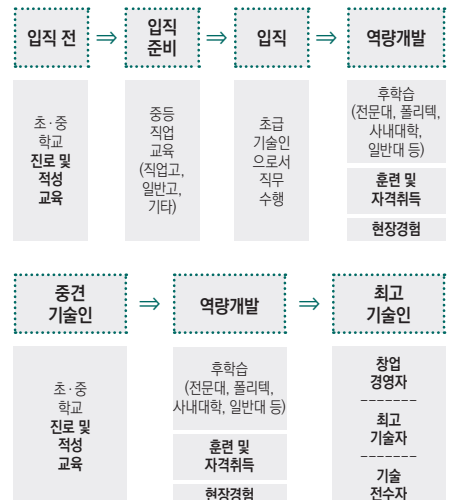 입직 전 ⇒ 입직 준비 ⇒ 입직 ⇒ 역량개발
초·중
학교
진로 및
적성
교육
중등
직업
교육
(직업고,
일반고,
기타)
초급
기술인
으로서
직무
수행
후학습
(전문대, 폴리텍,
사내대학,
일반대 등)
훈련 및
자격취득
현장경험
중견
기술인
⇒
역량개발
⇒
최고
기술인
초·중
학교
진로 및
적성
교육
후학습
(전문대, 폴리텍,
사내대학, 일반대 등)
훈련 및
자격취득
현장경험
창업
경영자
최고
기술자
기술
전수자